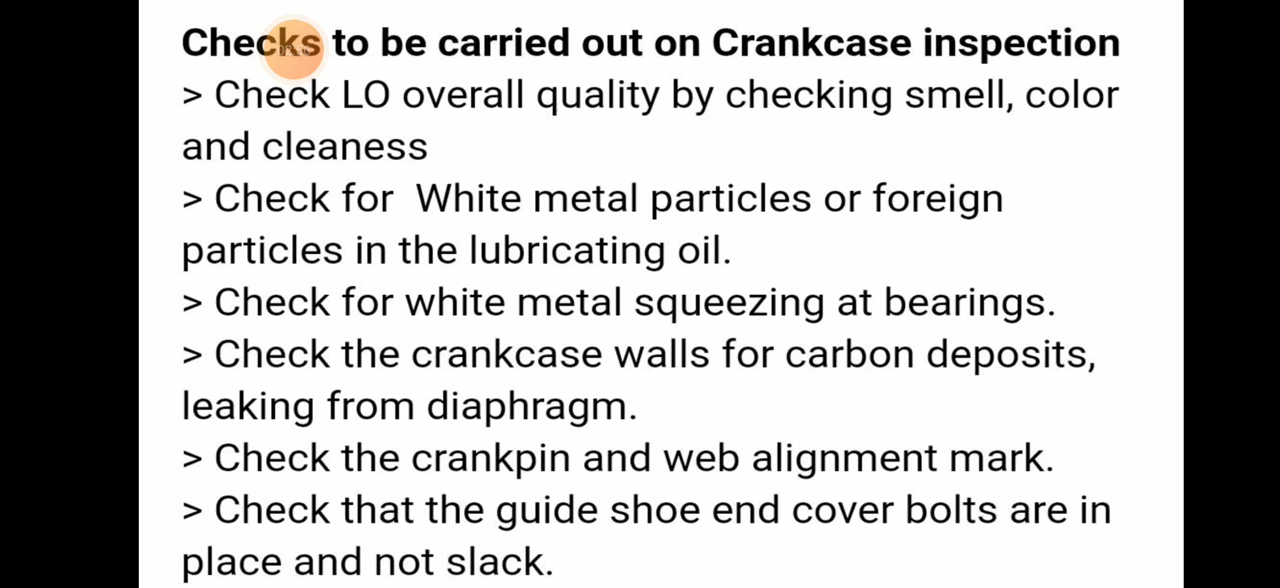 Checks to be carried out on Crankcase inspection
> Check LO overall quality by checking smell, color
and cleaness
> Check for  White metal particles or foreign
particles in the lubricating oil.
> Check for white metal squeezing at bearings.
> Check the crankcase walls for carbon deposits,
leaking from diaphragm.
> Check the crankpin and web alignment mark.
> Check that the guide shoe end cover bolts are in
place and not slack.